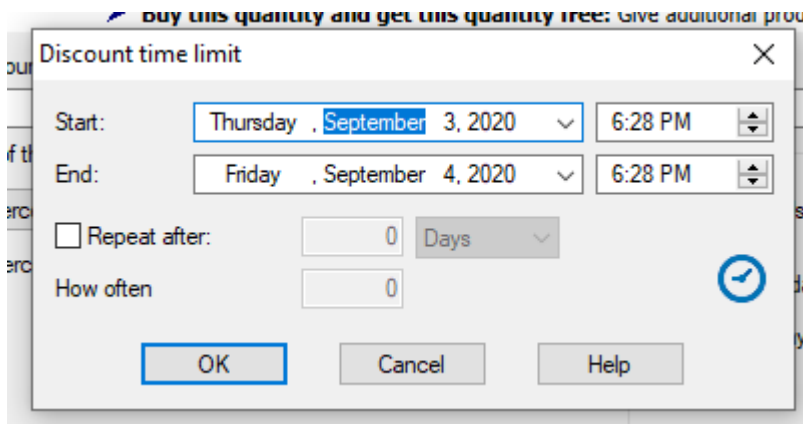 Buy this quantity and get this quantity free: Give additional prod
Discount time limit
Start: Thursday , September 3, 2020 6:28 PM
End: Friday , September 4, 2020 6:28 PM
Repeat after: 0 Days
How often 0
OK Cancel Help